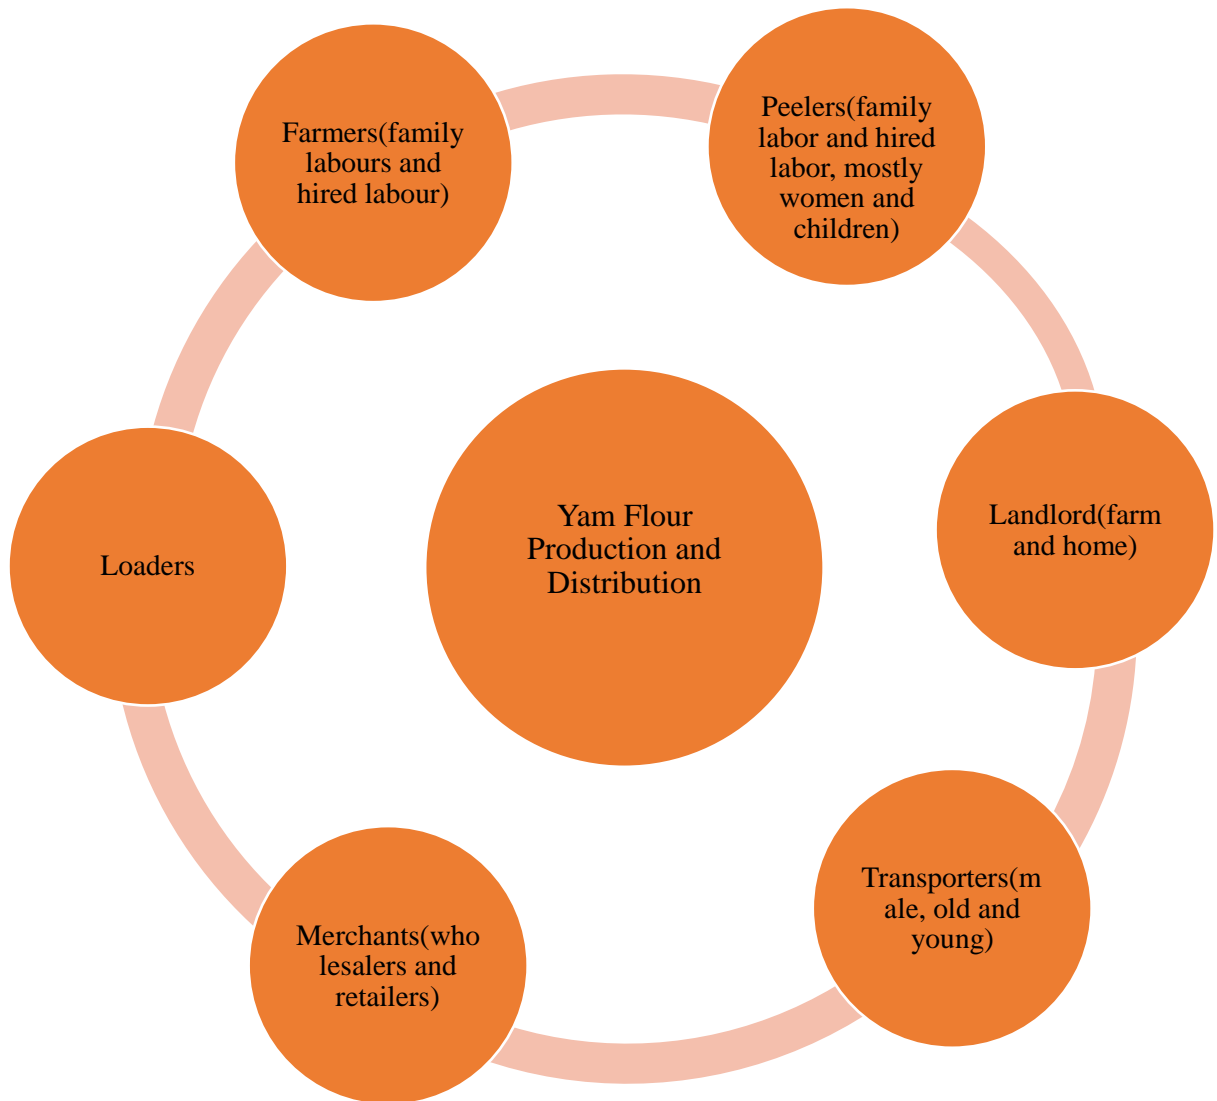 Farmers(family
labours and
hired labour)
Peelers(family
labor and hired
labor, mostly
women and
children)
Landlord(farm
and home)
Transporters(m
ale, old and
young)
Merchants(who
lesalers and
retailers)
Loaders
Yam Flour
Production and
Distribution